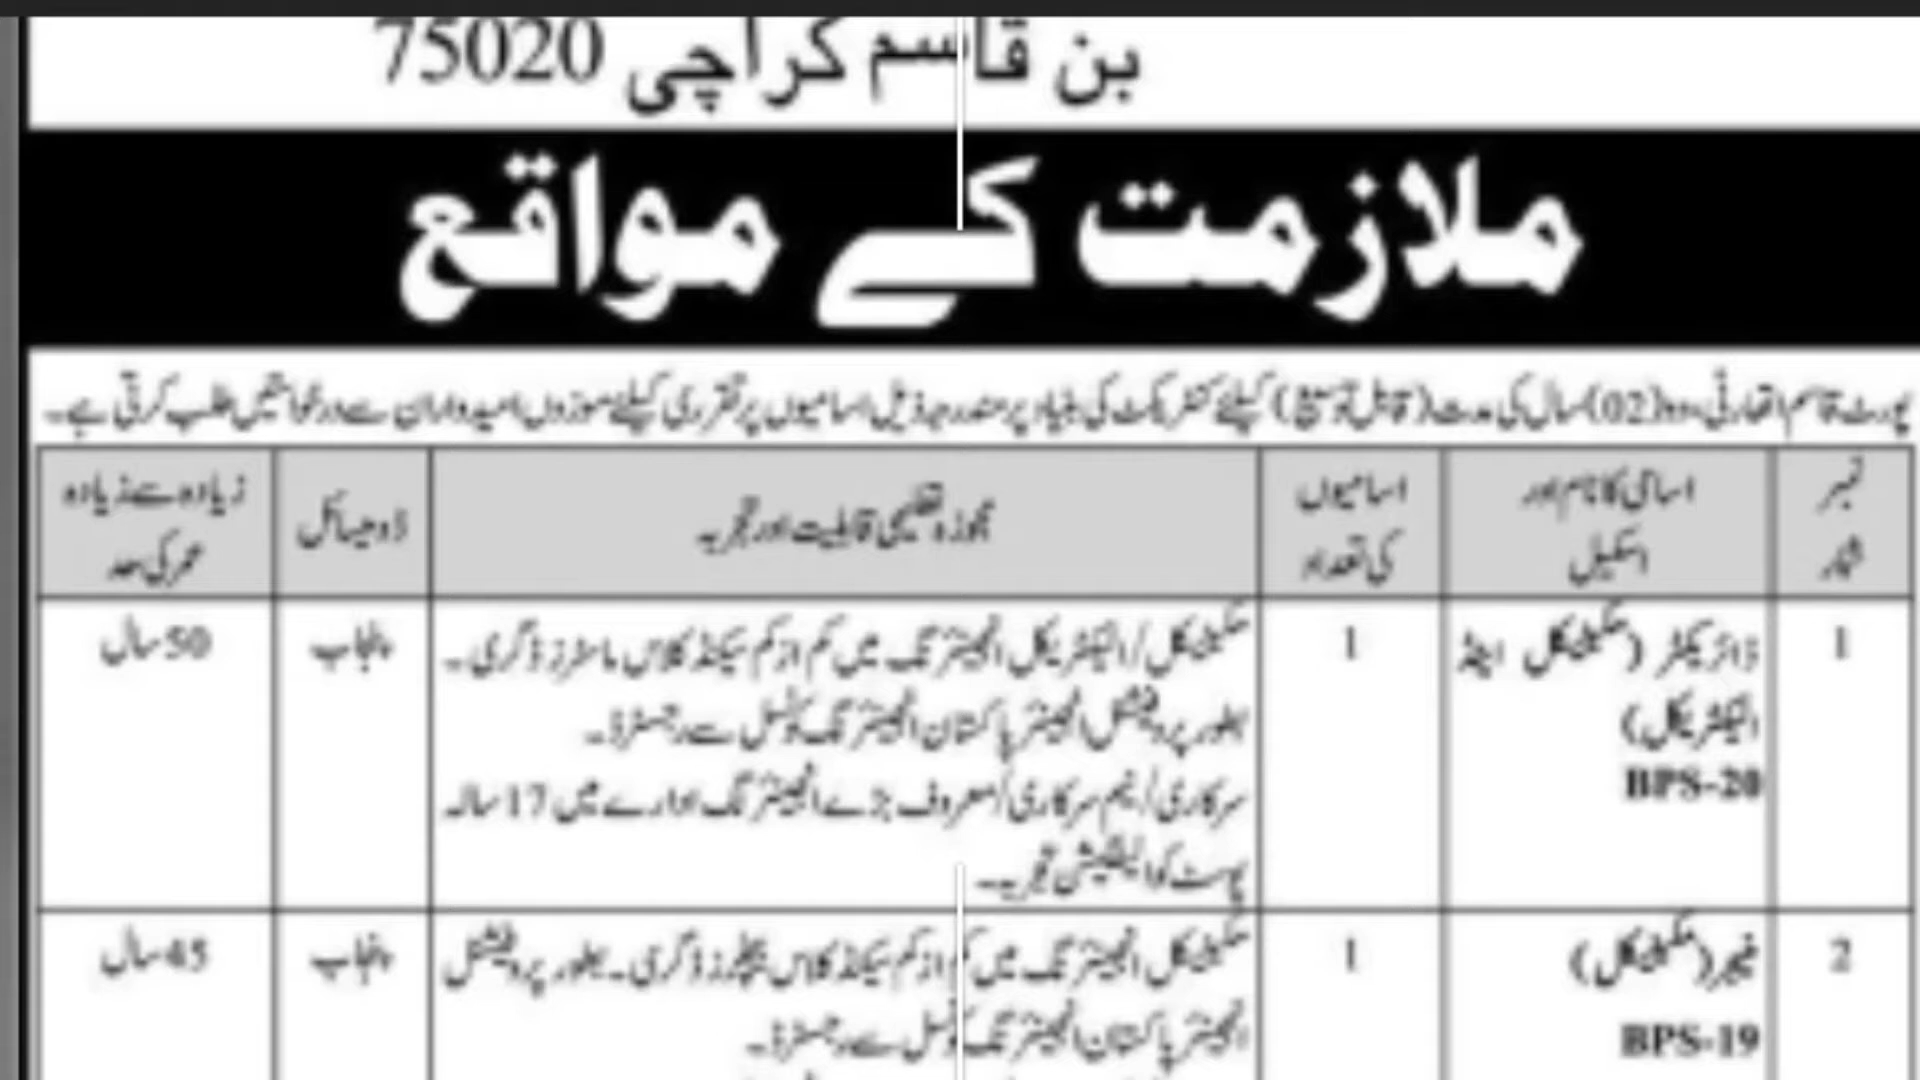 بن قاسم کراچی 75020
ملازمت کے مواقع
پورٹ قاسم اتھارٹی، دو (02) سال کی مدت (قابل توسیع) کیلئے کنٹریکٹ کی بنیاد پر مندرجہ ذیل اسامیوں پر تقرری کیلئے موزوں امیدواران سے درخواستیں طلب کرتی ہے۔
نمبر شمار
اسامی کا نام اور اسکیل
اسامیوں کی تعداد
مجوزہ تعلیمی قابلیت اور تجربہ
ڈومیسائل
زیادہ سے زیادہ عمر کی حد
1
ڈائریکٹر (مکینیکل اینڈ
الیکٹریکل)
BPS-20
1
مکینیکل/الیکٹریکل انجینئرنگ میں کم از کم سیکنڈ کلاس ماسٹرز ڈگری۔
بطور پروفیشنل انجینئر پاکستان انجینئرنگ کونسل سے رجسٹرڈ۔
سرکاری/نیم سرکاری/معروف بڑے انجینئرنگ ادارے میں 17 سالہ
پوسٹ کوالیفکیشن تجربہ۔
پنجاب
50 سال
2
منیجر (مکینیکل)
BPS-19
1
مکینیکل انجینئرنگ میں کم از کم سیکنڈ کلاس بیچلرز ڈگری۔ بطور پروفیشنل
انجینئر پاکستان انجینئرنگ کونسل سے رجسٹرڈ۔
پنجاب
45 سال